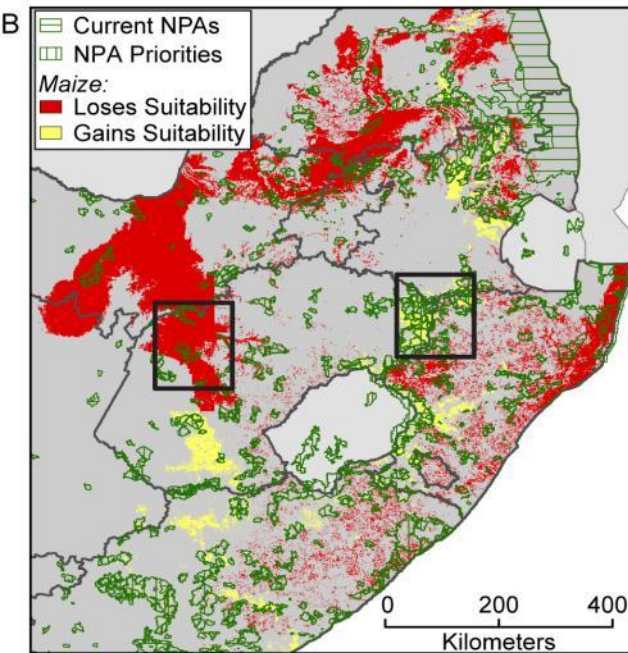 B
Current NPAs
NPA Priorities
Maize:
Loses Suitability
Gains Suitability
0 200 400
Kilometers